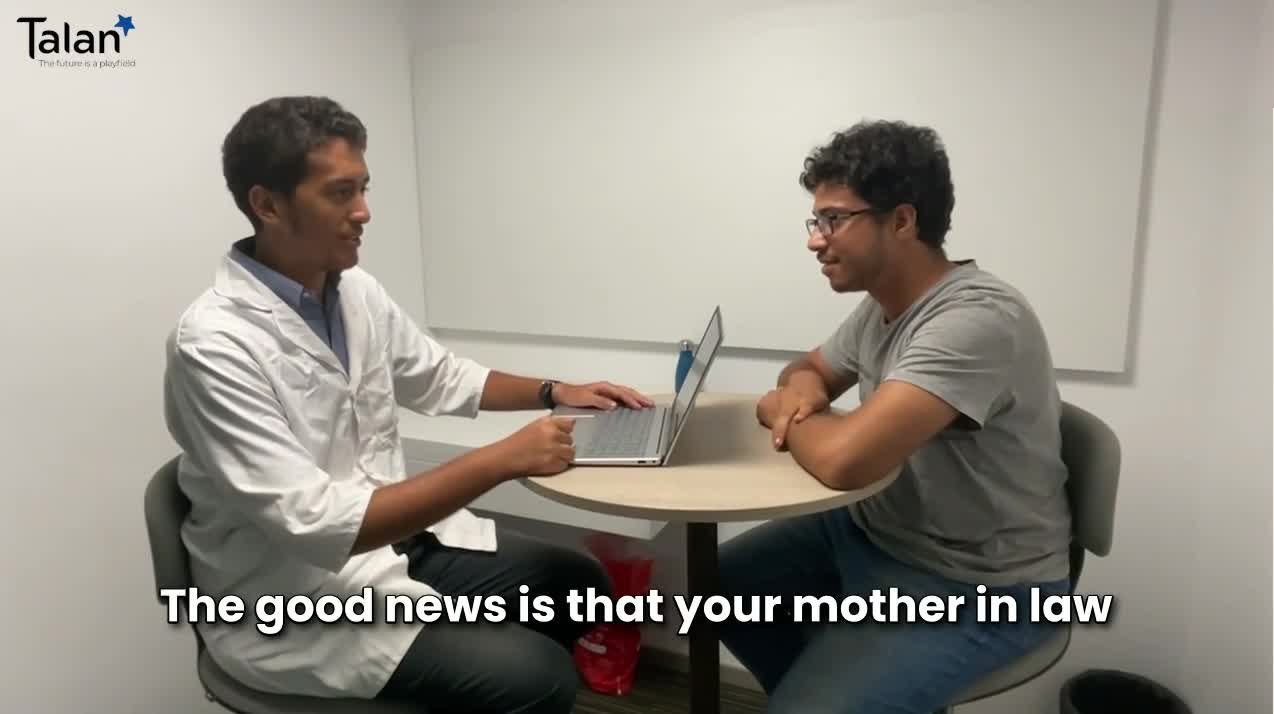 Talan
The future is a playfield
The good news is that your mother in law